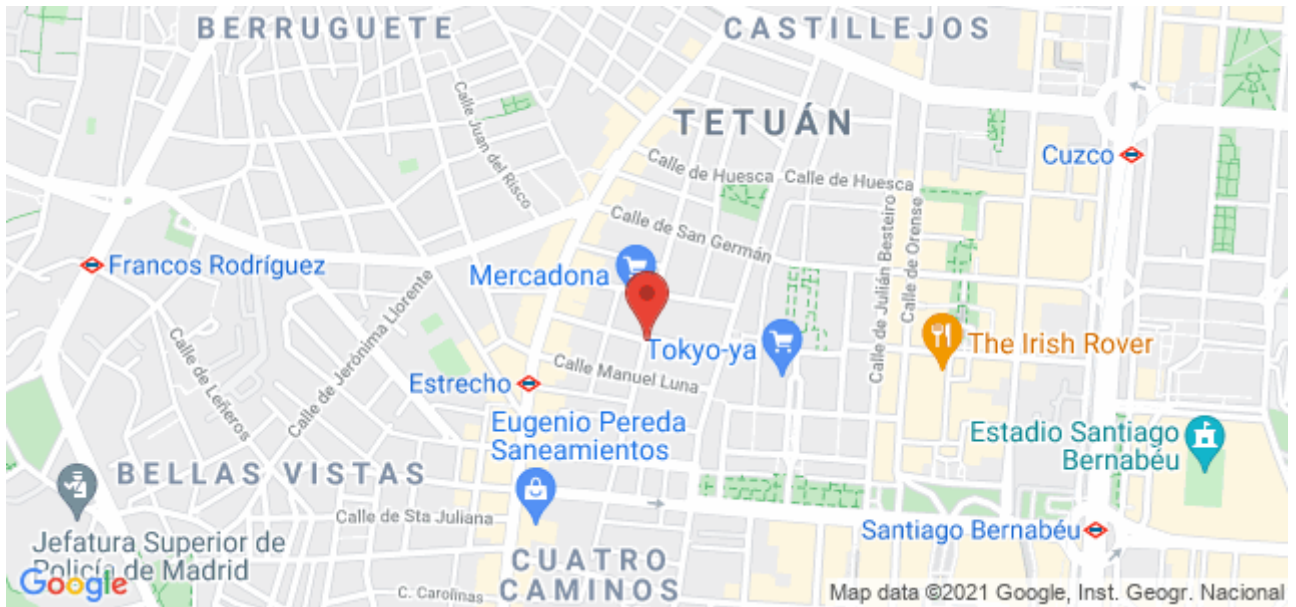 BERRUGUETE
CASTILLEJOS
Calle Juan del Risco
TETUÁN
Calle de Huesca
Calle de Huesca
Cuzco
Calle de San Germán
Calle de Julián Besteiro
Calle de Orense
Francos Rodríguez
Mercadona
Calle de Jerónima Llorente
Calle de Leñeros
Tokyo-ya
The Irish Rover
Calle Manuel Luna
Estrecho
Eugenio Pereda
Saneamientos
Estadio Santiago
Bernabéu
BELLAS VISTAS
Calle de Sta Juliana
Santiago Bernabéu
Jefatura Superior de
Policía de Madrid
CUATRO
CAMINOS
Google
C. Carolinas
Map data ©2021 Google, Inst. Geogr. Nacional